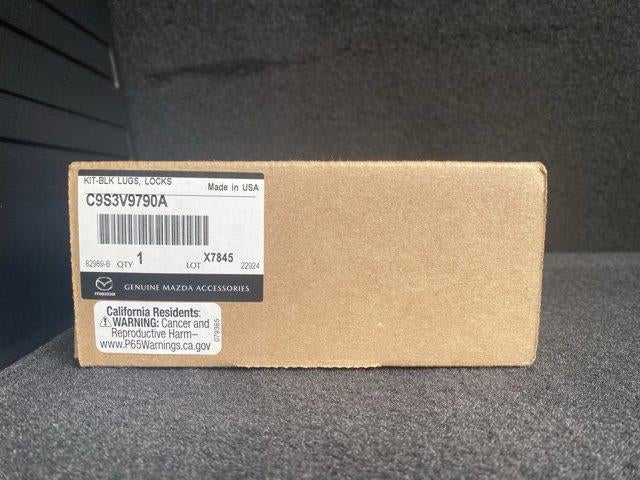 KIT-BLK LUGS, LOCKS
Made in USA
C9S3V9790A
82969-B QTY 1 LOT X7845 22924
mazda GENUINE MAZDA ACCESSORIES
California Residents:
WARNING: Cancer and
Reproductive Harm–
www.P65Warnings.ca.gov
079365